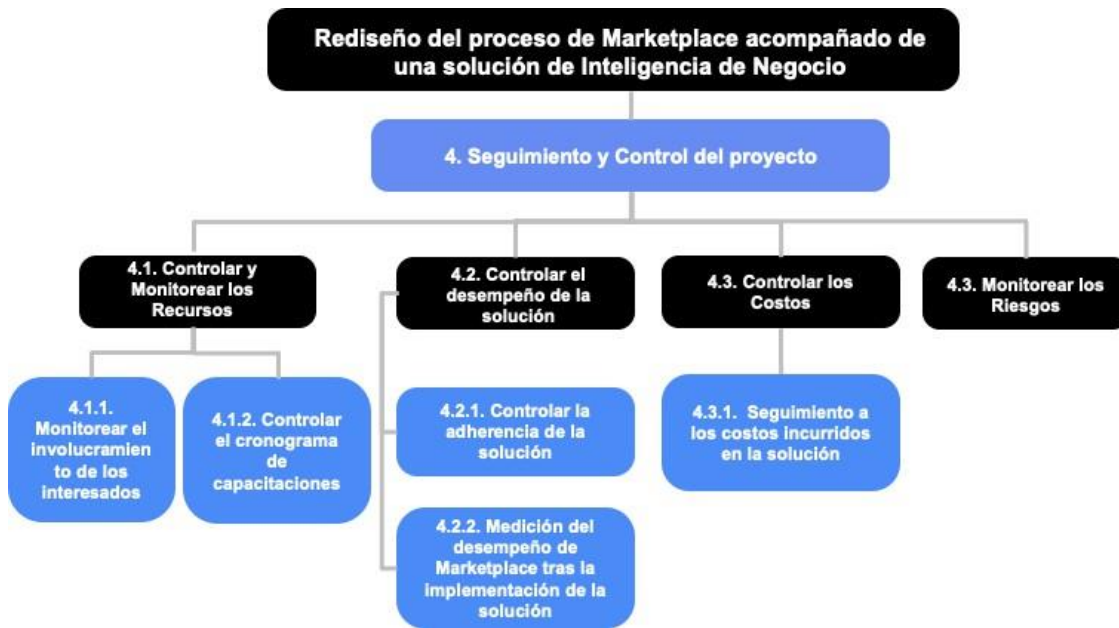 Rediseño del proceso de Marketplace acompañado de
una solución de Inteligencia de Negocio
4. Seguimiento y Control del proyecto
4.1. Controlar y
Monitorear los
Recursos
4.2. Controlar el
desempeño de la
solución
4.3. Controlar los
Costos
4.3. Monitorear los
Riesgos
4.1.1.
Monitorear el
involucramien
to de los
interesados
4.1.2. Controlar
el cronograma
de
capacitaciones
4.2.1. Controlar la
adherencia de la
solución
4.3.1. Seguimiento a
los costos incurridos
en la solución
4.2.2. Medición del
desempeño de
Marketplace tras la
implementación de la
solución